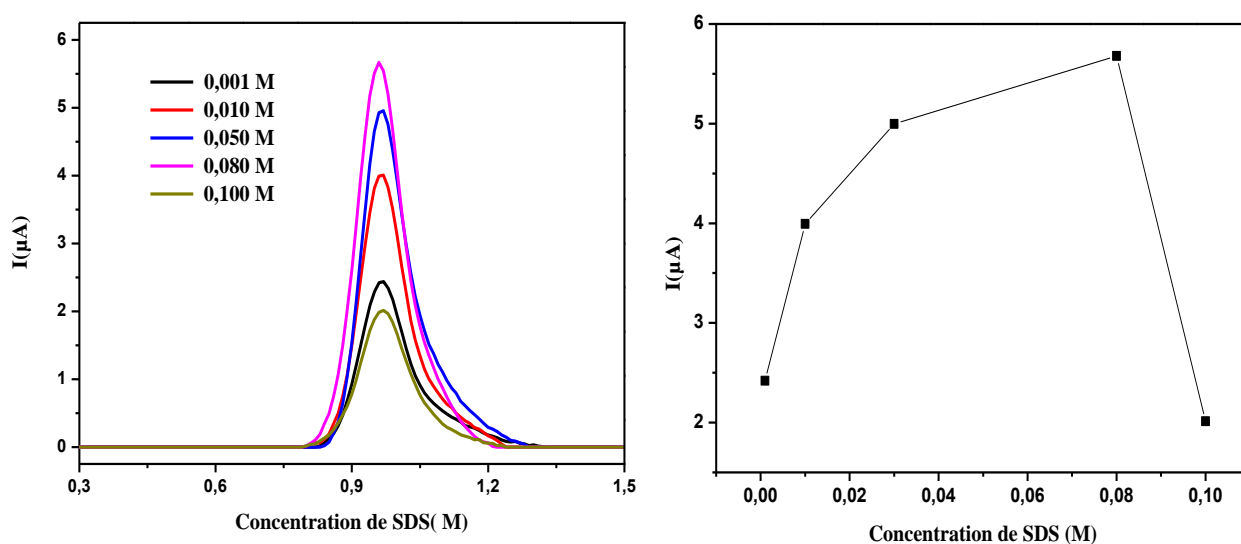 6
5
4
3
2
1
0
I(µA)
0,001 M
0,010 M
0,050 M
0,080 M
0,100 M
0,3 0,6 0,9 1,2 1,5
Concentration de SDS( M)
6
5
4
3
2
I(µA)
0,00 0,02 0,04 0,06 0,08 0,10
Concentration de SDS (M)